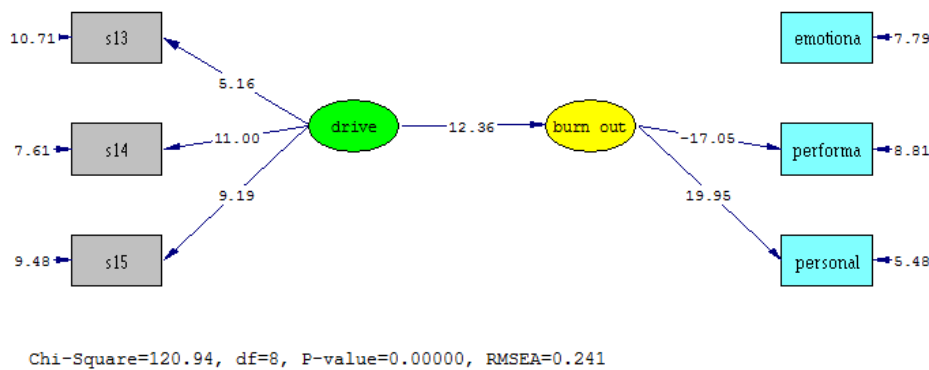 10.71 s13 emotiona 7.79
5.16
7.61 s14 11.00 drive 12.36 burn out -17.05 performa 8.81
9.19 19.95
9.48 s15 personal 5.48
Chi-Square=120.94, df=8, P-value=0.00000, RMSEA=0.241